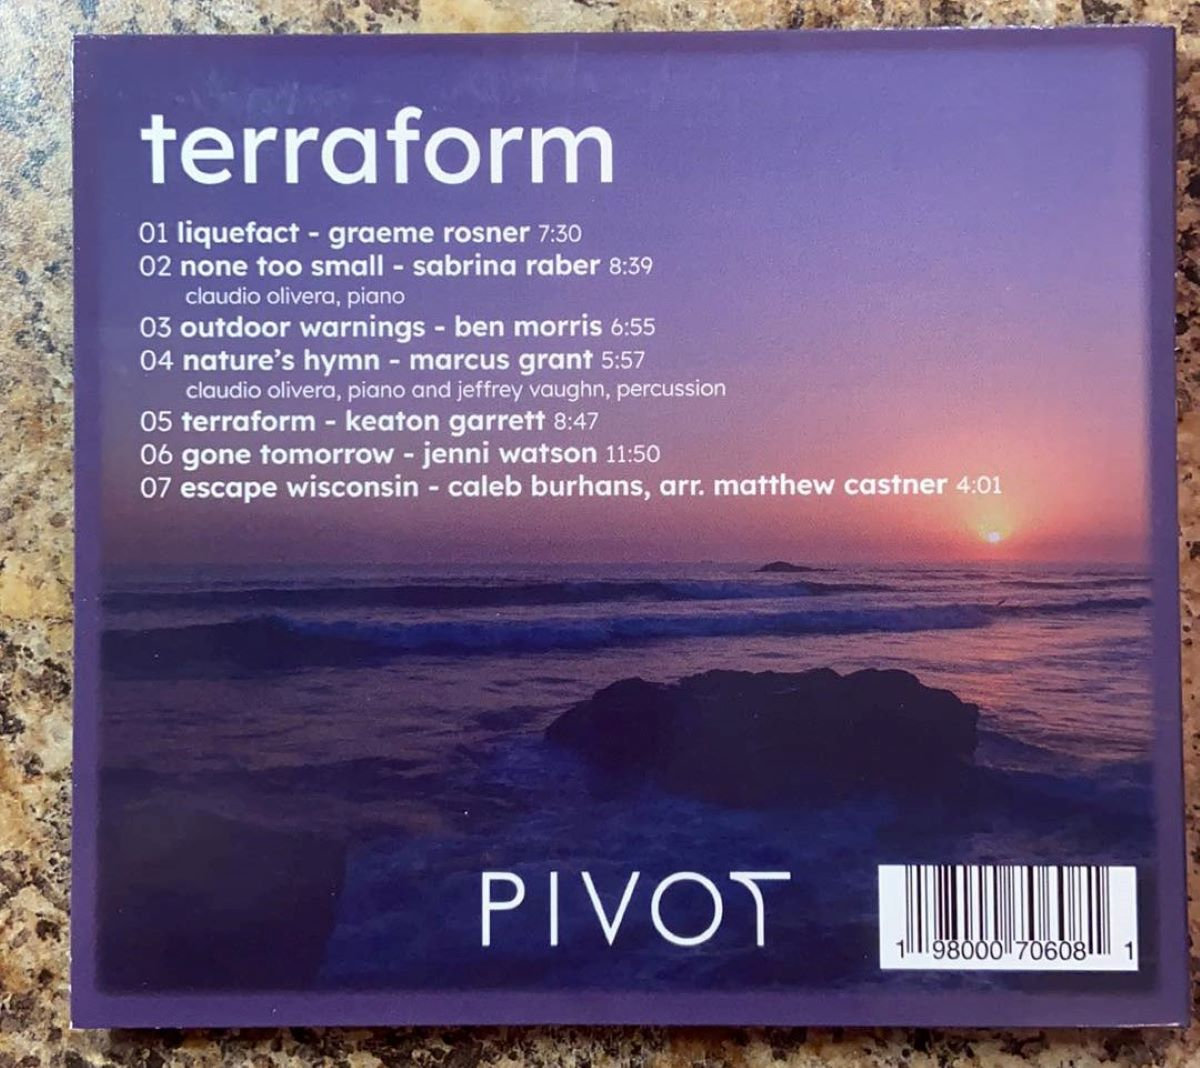 terraform
01 liquefact - graeme rosner 7:30
02 none too small - sabrina raber 8:39
claudio olivera, piano
03 outdoor warnings - ben morris 6:55
04 nature's hymn - marcus grant 5:57
claudio olivera, piano and jeffrey vaughn, percussion
05 terraform - keaton garrett 8:47
06 gone tomorrow - jenni watson 11:50
07 escape wisconsin - caleb burhans, arr. matthew castner 4:01
PIVOT
1 98000 70608 1